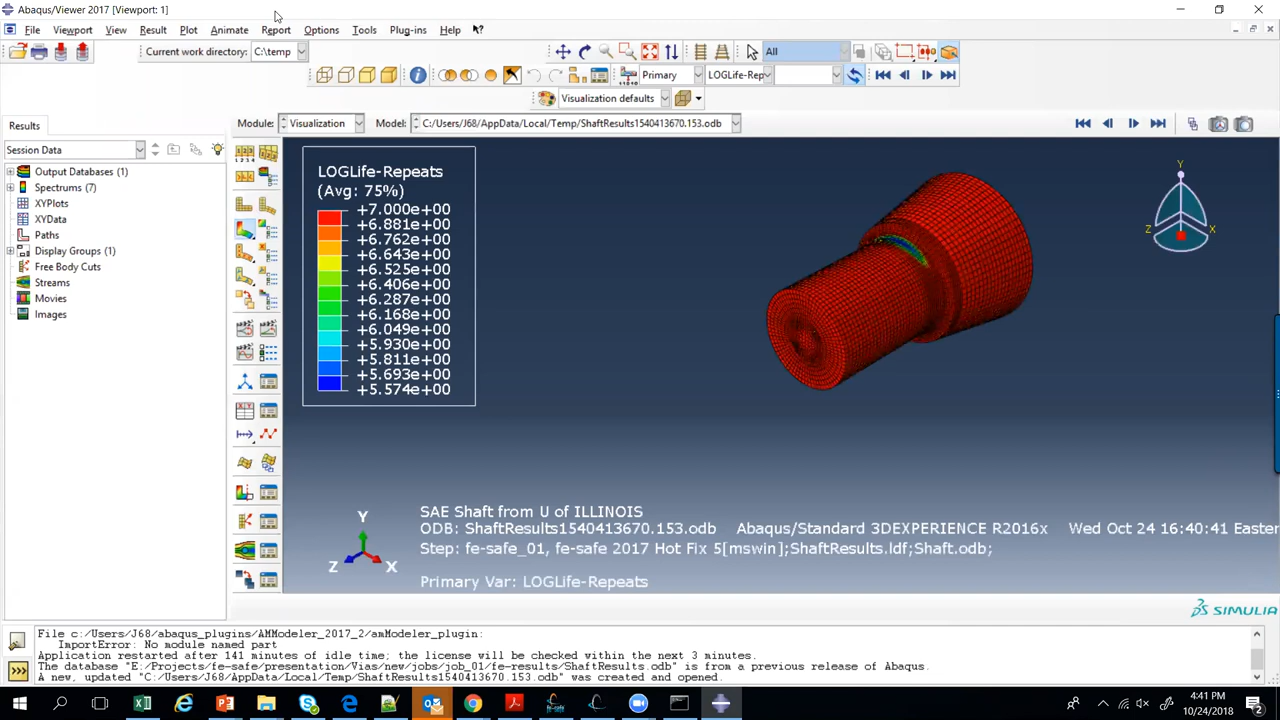 Abaqus/Viewer 2017 [Viewport: 1]
File Viewport View Result Plot Animate Report Options Tools Plug-ins Help
Current work directory: C:\temp
All
Primary LOGLife-Rep
Visualization defaults
Results
Module: Visualization Model: C:/Users/J68/AppData/Local/Temp/ShaftResults1540413670.153.odb
Session Data
Output Databases (1)
Spectrums (7)
XYPlots
XYData
Paths
Display Groups (1)
Free Body Cuts
Streams
Movies
Images
LOGLife-Repeats
(Avg: 75%)
+7.000e+00
+6.881e+00
+6.762e+00
+6.643e+00
+6.525e+00
+6.406e+00
+6.287e+00
+6.168e+00
+6.049e+00
+5.930e+00
+5.811e+00
+5.693e+00
+5.574e+00
Y
Z X
Y
Z X
SAE Shaft from U of ILLINOIS
ODB: ShaftResults1540413670.153.odb Abaqus/Standard 3DEXPERIENCE R2016x Wed Oct 24 16:40:41 Easter
Step: fe-safe_01, fe-safe 2017 Hot Fix 5[mswin];ShaftResults.ldf;Shaft.odb;
Primary Var: LOGLife-Repeats
SIMULIA
File c:/Users/J68/abaqus_plugins/AMModeler_2017_2/amModeler_plugin:
ImportError: No module named part
Application restarted after 141 minutes of idle time; the license will be checked within the next 3 minutes.
The database "E:/Projects/fe-safe/presentation/Vias/new/jobs/job_01/fe-results/ShaftResults.odb" is from a previous release of Abaqus.
A new, updated "C:/Users/J68/AppData/Local/Temp/ShaftResults1540413670.153.odb" was created and opened.
4:41 PM
10/24/2018